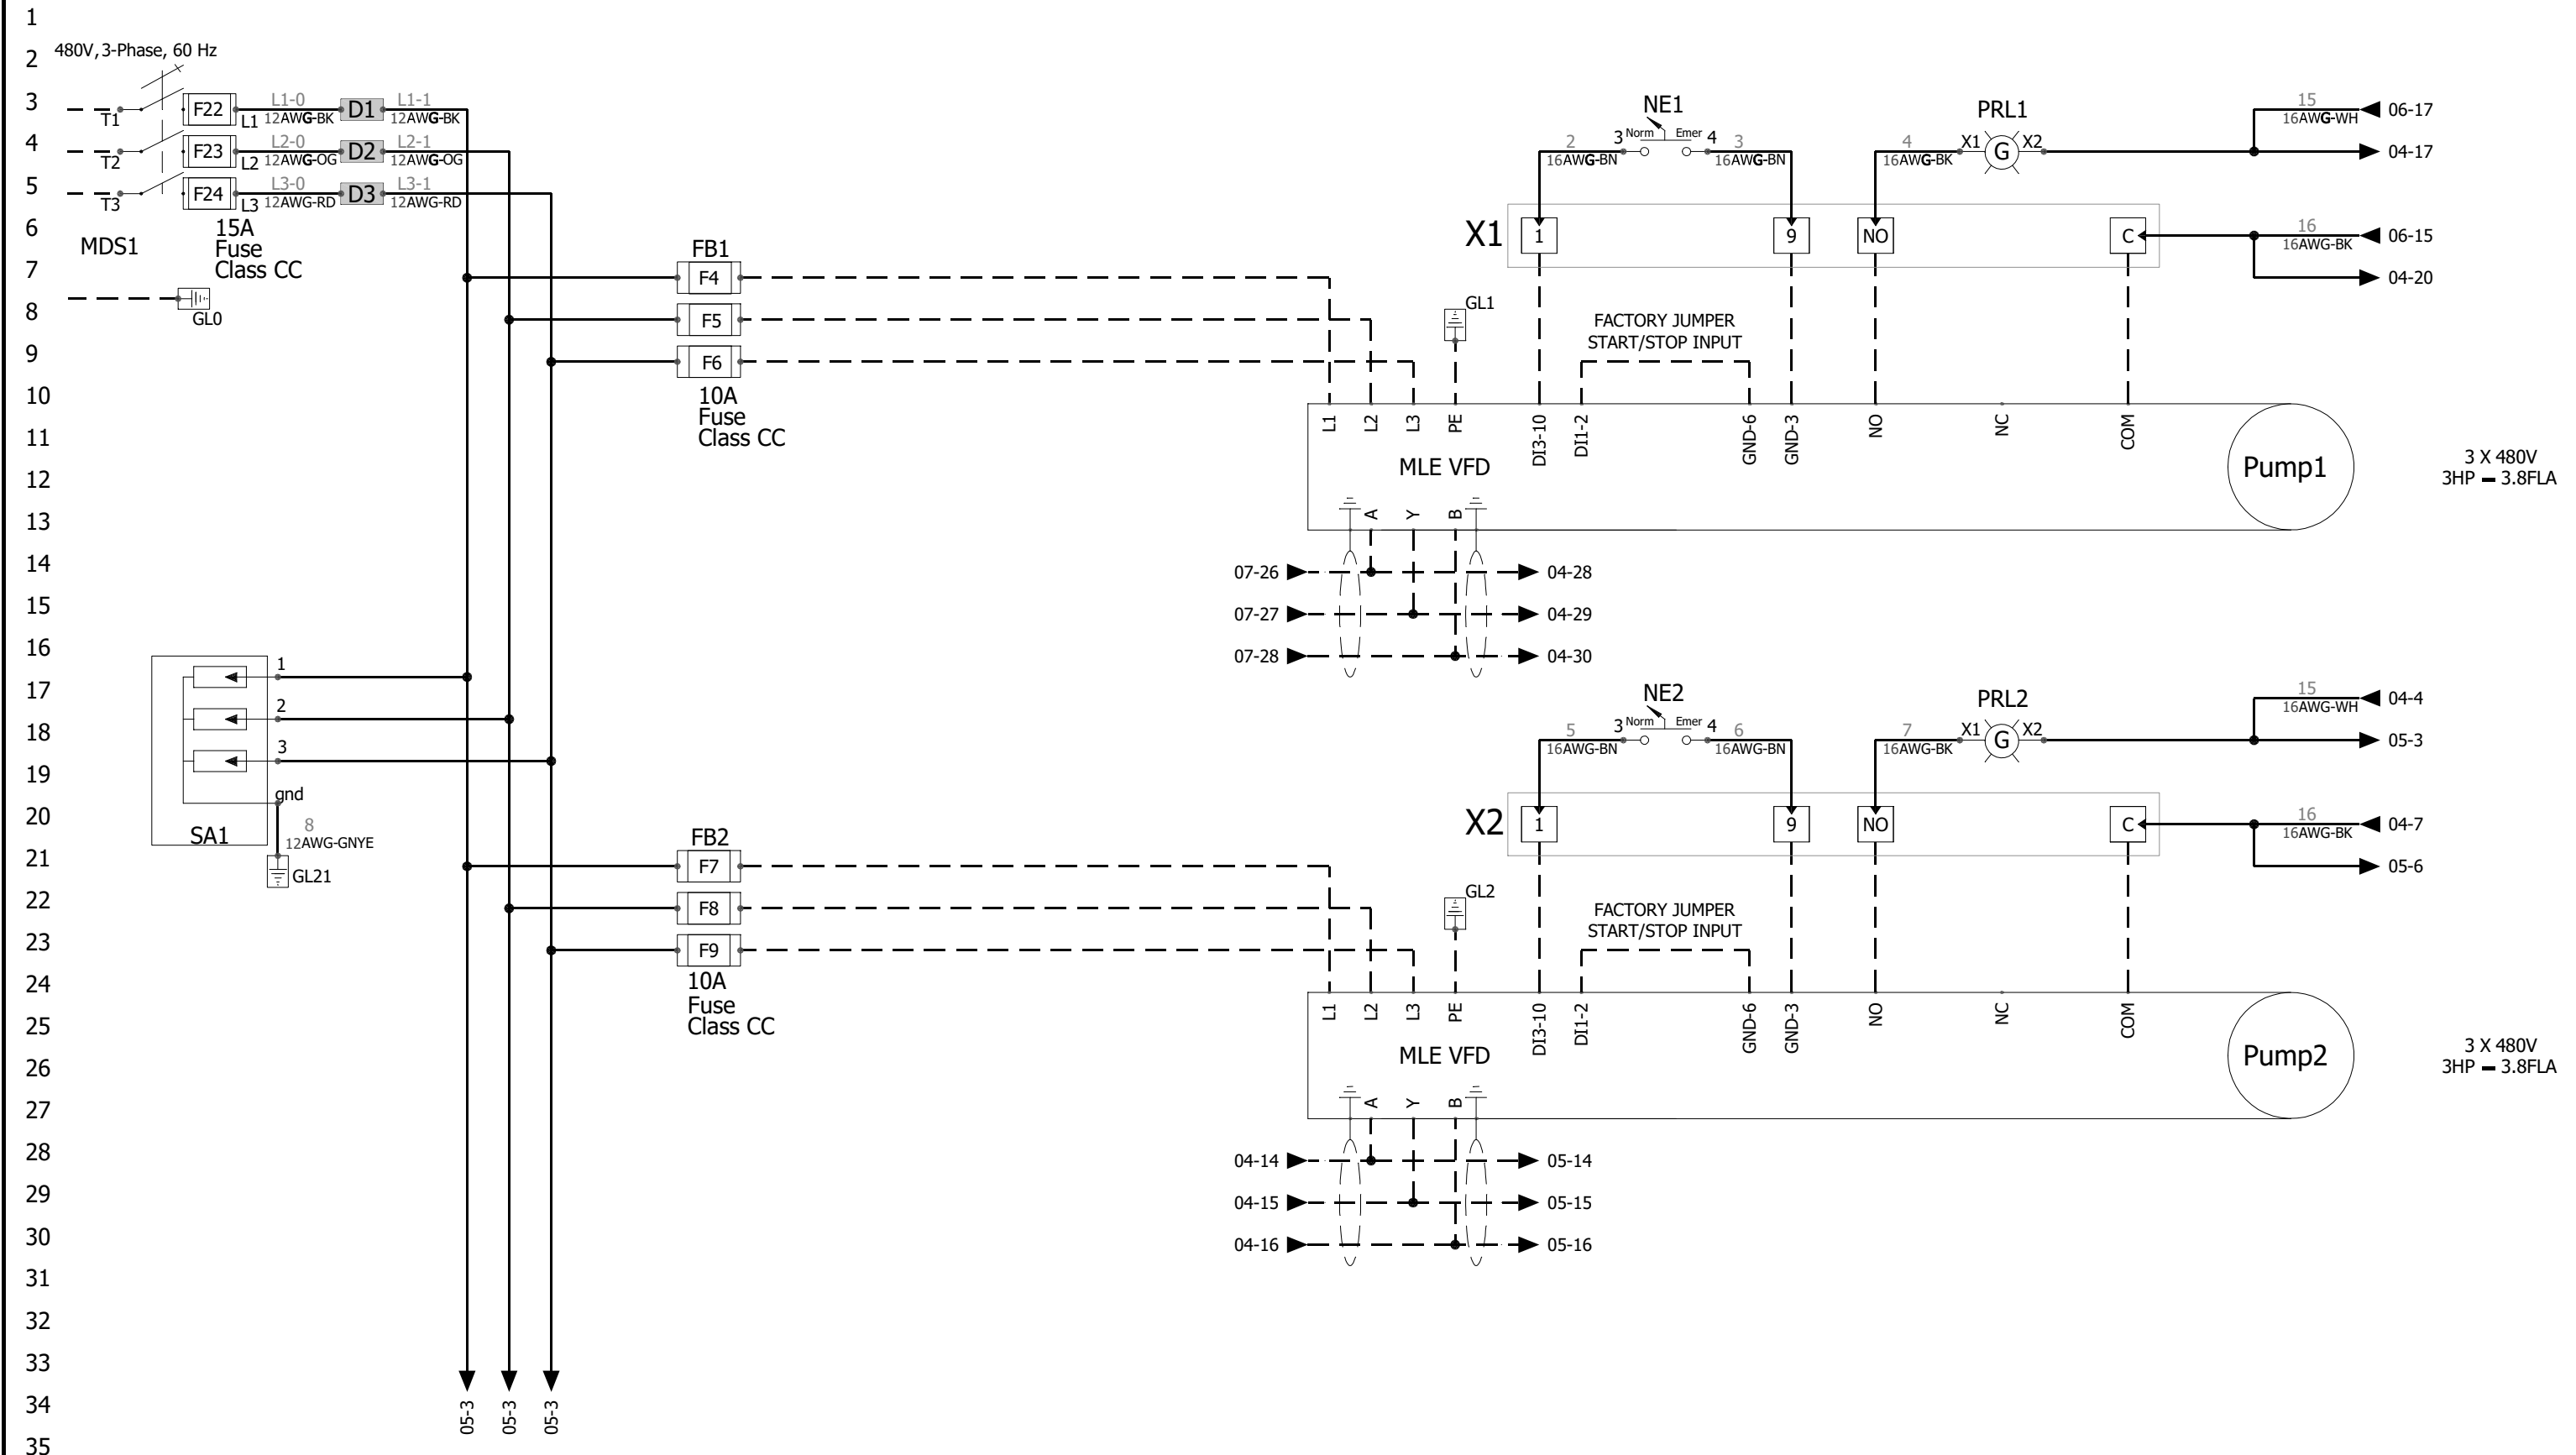 1
2
3
4
5
6
7
8
9
10
11
12
13
14
15
16
17
18
19
20
21
22
23
24
25
26
27
28
29
30
31
32
33
34
35
480V, 3-Phase, 60 Hz
T1
F22
L1
L1-0
12AWG-BK
D1
L1-1
12AWG-BK
T2
F23
L2
L2-0
12AWG-OG
D2
L2-1
12AWG-OG
T3
F24
L3
L3-0
12AWG-RD
D3
L3-1
12AWG-RD
MDS1
15A
Fuse
Class CC
GL0
FB1
F4
F5
F6
10A
Fuse
Class CC
NE1
2
16AWG-BN
3
Norm
Emer
4
3
16AWG-BN
PRL1
4
16AWG-BK
X1
G
X2
15
16AWG-WH
06-17
04-17
X1
1
9
NO
C
16
16AWG-BK
06-15
04-20
GL1
FACTORY JUMPER
START/STOP INPUT
L1
L2
L3
PE
DI3-10
DI1-2
GND-6
GND-3
NO
NC
COM
MLE VFD
Pump1
3 X 480V
3HP - 3.8FLA
A
Y
B
07-26
04-28
07-27
04-29
07-28
04-30
1
2
3
gnd
SA1
8
12AWG-GNYE
GL21
FB2
F7
F8
F9
10A
Fuse
Class CC
NE2
5
16AWG-BN
3
Norm
Emer
4
6
16AWG-BN
PRL2
7
16AWG-BK
X1
G
X2
15
16AWG-WH
04-4
05-3
X2
1
9
NO
C
16
16AWG-BK
04-7
05-6
GL2
FACTORY JUMPER
START/STOP INPUT
L1
L2
L3
PE
DI3-10
DI1-2
GND-6
GND-3
NO
NC
COM
MLE VFD
Pump2
3 X 480V
3HP - 3.8FLA
A
Y
B
04-14
05-14
04-15
05-15
04-16
05-16
05-3
05-3
05-3